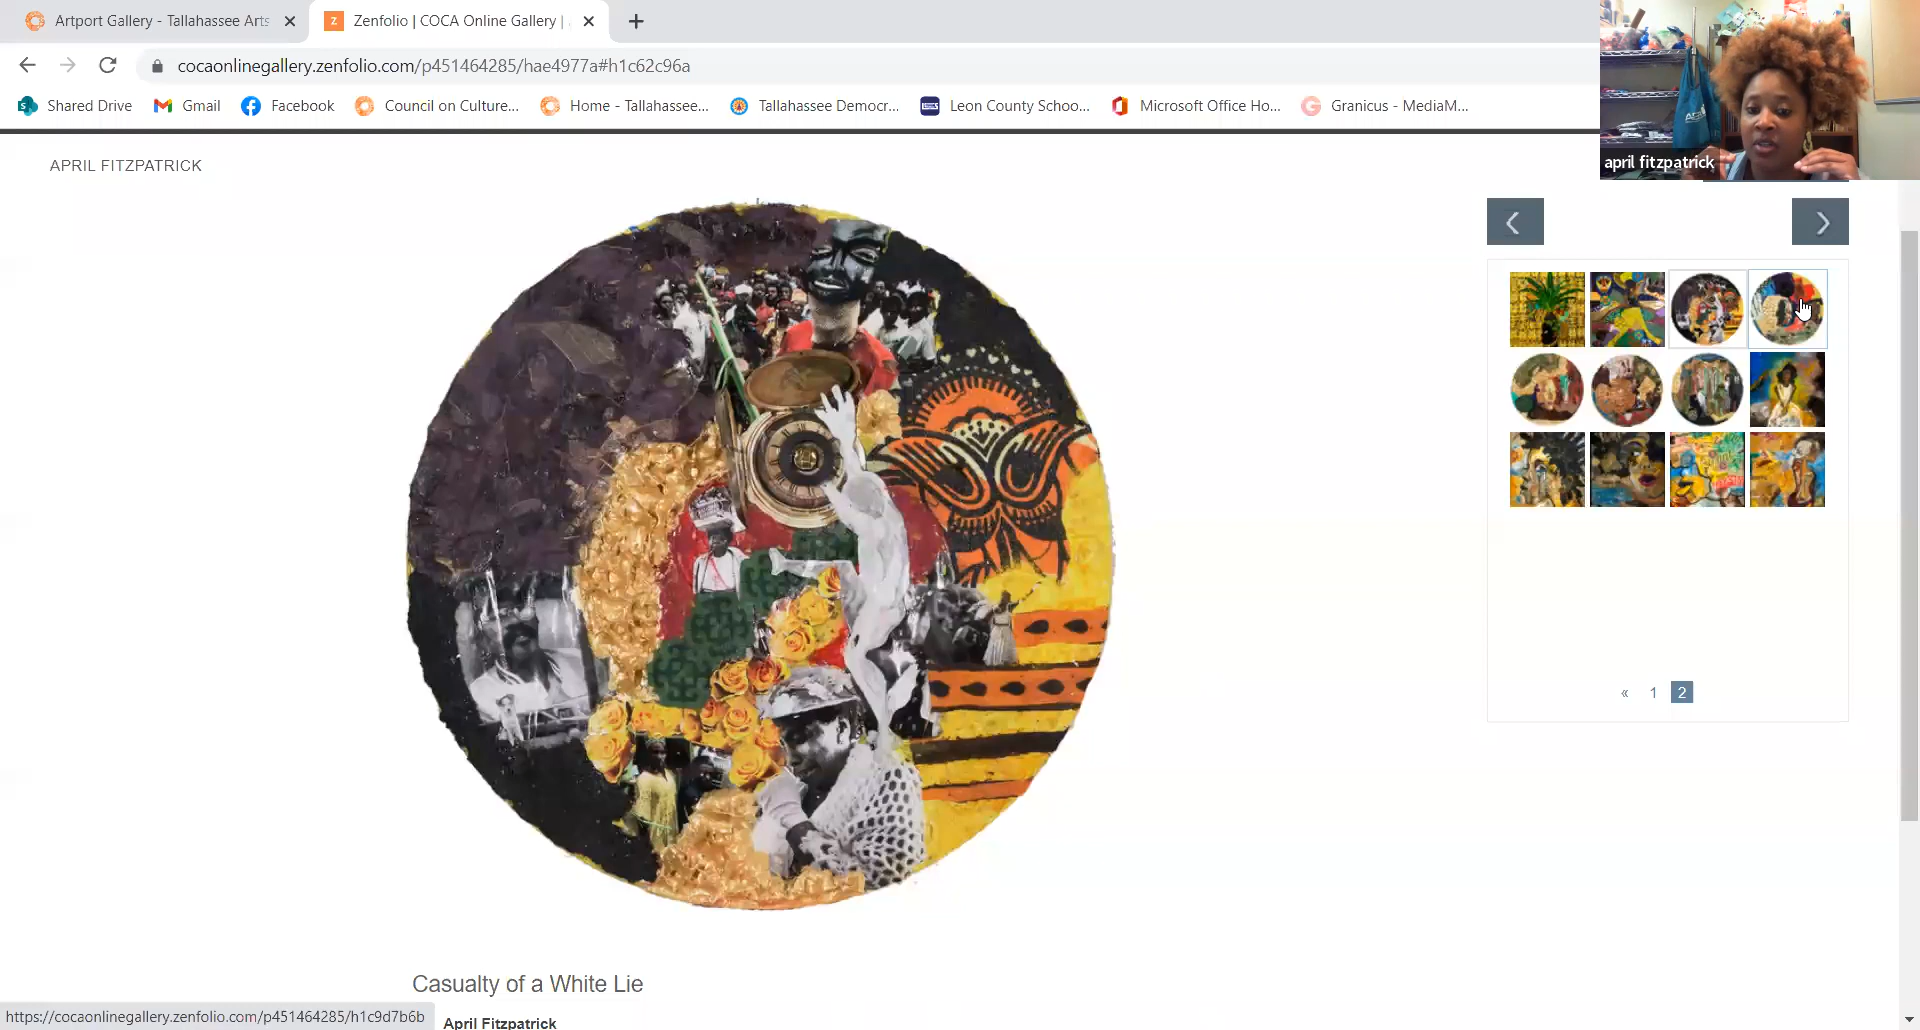 Artport Gallery - Tallahassee Arts
Zenfolio | COCA Online Gallery |
cocaonlinegallery.zenfolio.com/p451464285/hae4977a#h1c62c96a
Shared Drive Gmail Facebook Council on Culture... Home - Tallahassee... Tallahassee Democr... Leon County Schoo... Microsoft Office Ho... Granicus - MediaM...
april fitzpatrick
APRIL FITZPATRICK
« 1 2
Casualty of a White Lie
https://cocaonlinegallery.zenfolio.com/p451464285/h1c9d7b6b
April Fitzpatrick